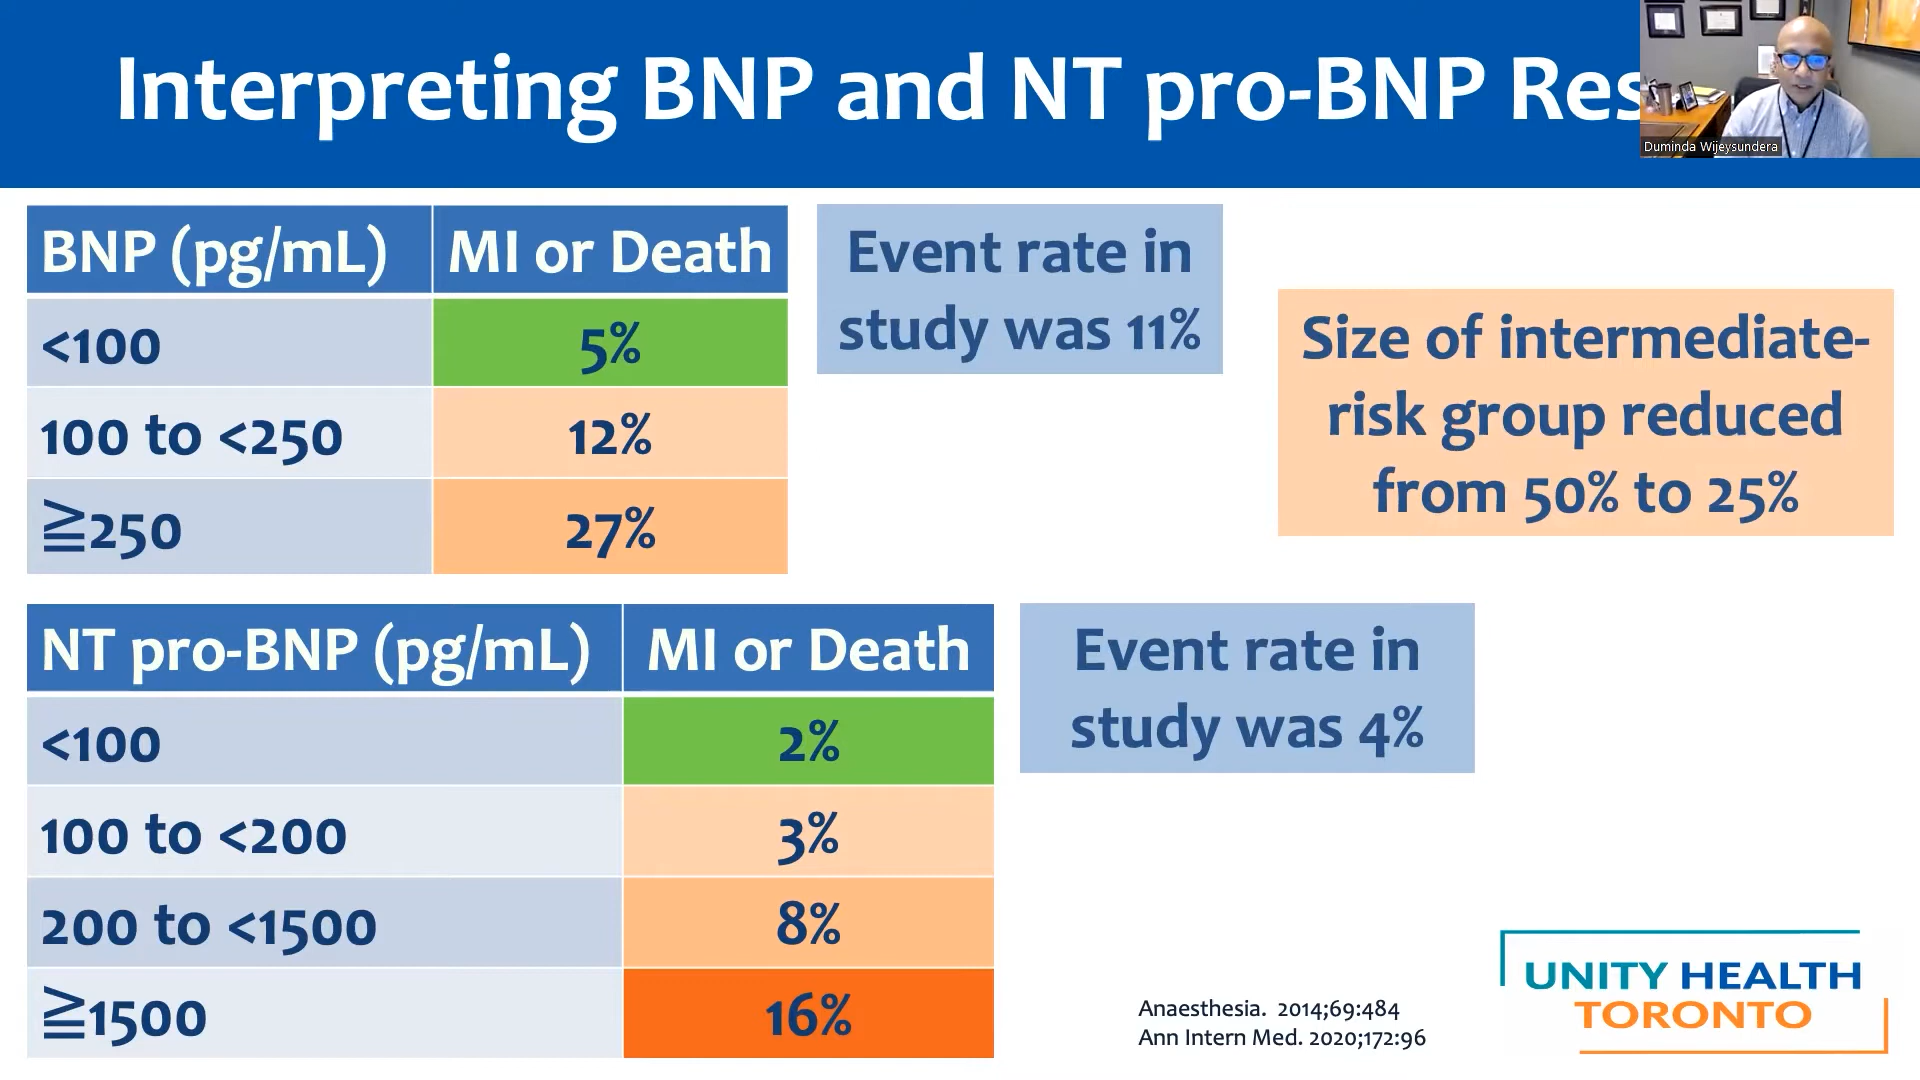 Interpreting BNP and NT pro-BNP Res
Duminda Wijeysundera
BNP (pg/mL) MI or Death
<100 5%
100 to <250 12%
≧250 27%
Event rate in
study was 11%
Size of intermediate-
risk group reduced
from 50% to 25%
NT pro-BNP (pg/mL) MI or Death
<100 2%
100 to <200 3%
200 to <1500 8%
≧1500 16%
Event rate in
study was 4%
Anaesthesia. 2014;69:484
Ann Intern Med. 2020;172:96
UNITY HEALTH
TORONTO